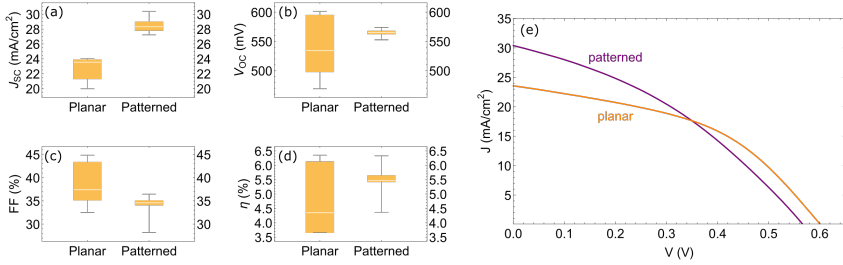 (a)
30
28
26
24
22
20
J_SC (mA/cm²)
30
28
26
24
22
20
Planar Patterned
(b)
600
550
500
V_OC (mV)
600
550
500
Planar Patterned
(c)
45
40
35
30
FF (%)
45
40
35
30
Planar Patterned
(d)
6.5
6.0
5.5
5.0
4.5
4.0
3.5
η (%)
6.5
6.0
5.5
5.0
4.5
4.0
3.5
Planar Patterned
(e)
35
30
25
20
15
10
5
J (mA/cm²)
patterned
planar
0.0 0.1 0.2 0.3 0.4 0.5 0.6
V (V)